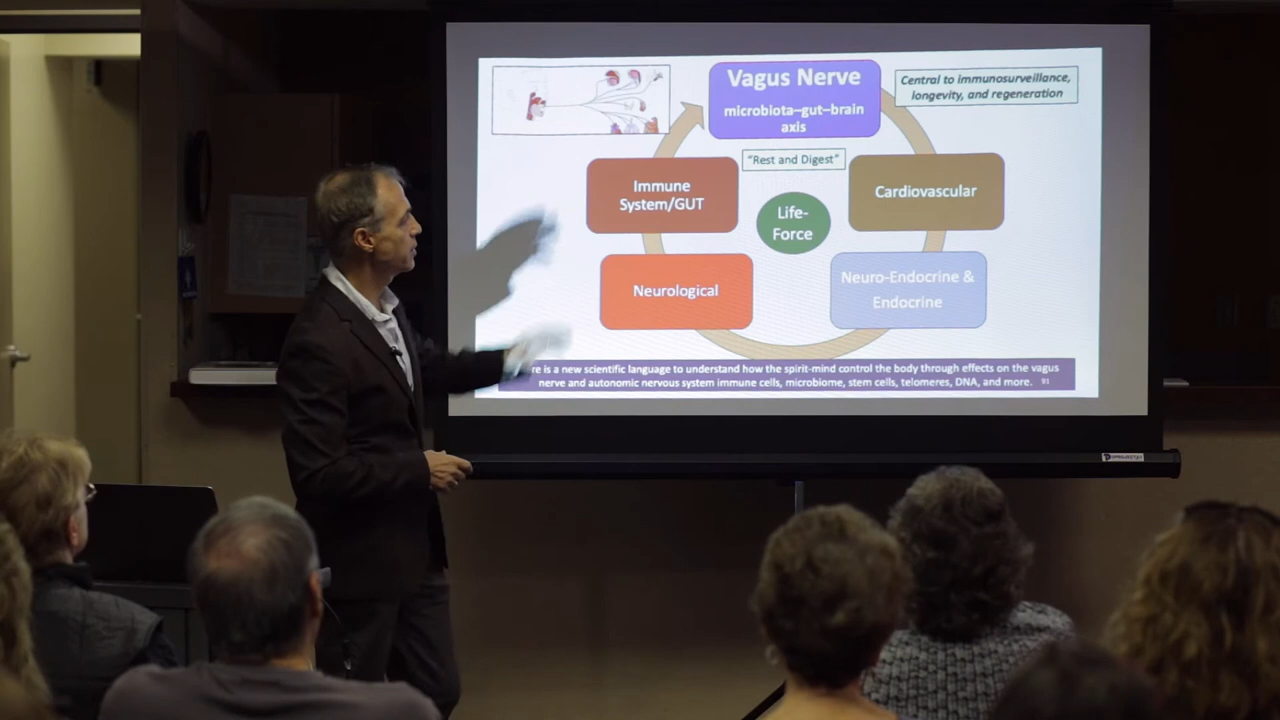 Vagus Nerve
microbiota–gut–brain
axis
Central to immunosurveillance,
longevity, and regeneration
"Rest and Digest"
Immune
System/GUT
Cardiovascular
Life-
Force
Neurological
Neuro-Endocrine &
Endocrine
re is a new scientific language to understand how the spirit-mind control the body through effects on the vagus
nerve and autonomic nervous system immune cells, microbiome, stem cells, telomeres, DNA, and more. 91